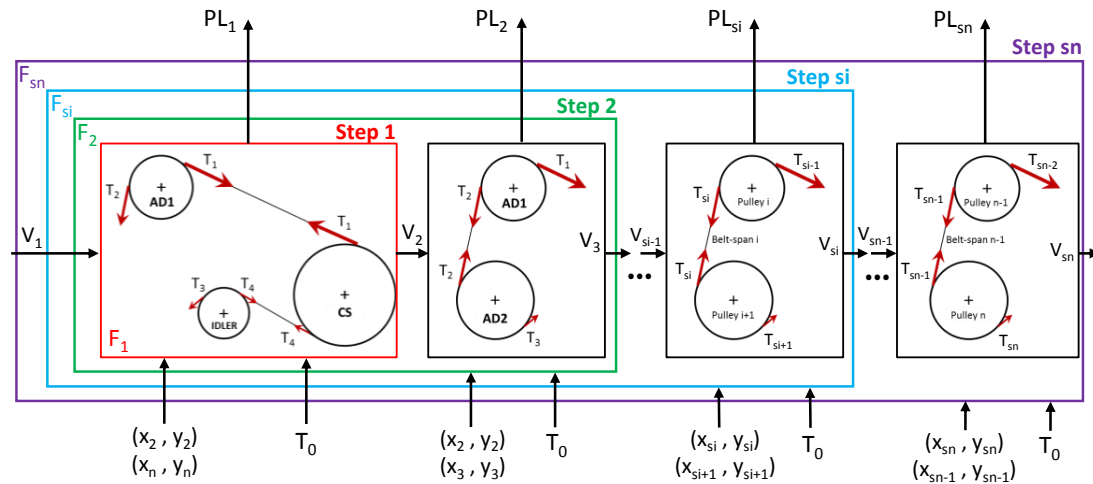 PL1 PL2 PLsi PLsn
Step sn
Fsn
Step si
Fsi
Step 2
F2
Step 1
T1 T1 Tsi-1 Tsn-2
+ + + +
AD1 AD1 Pulley i Pulley n-1
T2 T2 Tsi Tsn-1
T1
V1 V2 V3 Vsi-1 Vsi Vsn-1 Vsn
Belt-span i Belt-span n-1
... ...
T3 T4 T2 Tsi Tsn-1
+ + + + +
IDLER CS AD2 Pulley i+1 Pulley n
T4 T3 Tsi+1 Tsn
F1
(x2 , y2) T0 (x2 , y2) T0 (xsi , ysi) T0 (xsn , ysn) T0
(xn , yn) (x3 , y3) (xsi+1 , ysi+1) (xsn-1 , ysn-1)